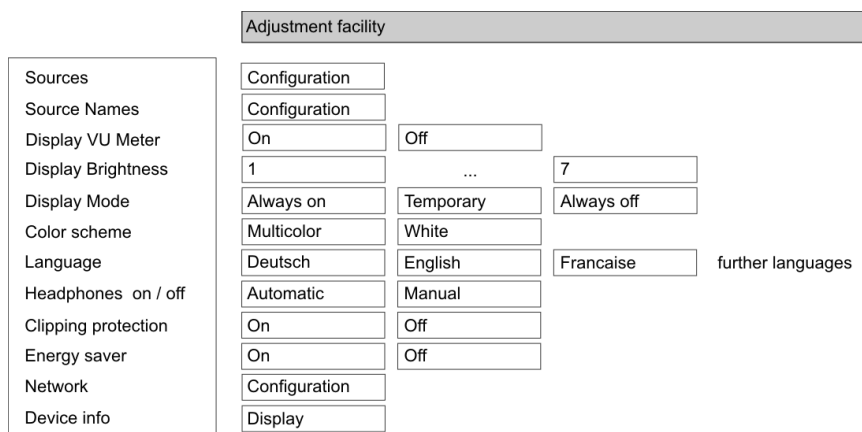 Adjustment facility
Sources Configuration
Source Names Configuration
Display VU Meter On Off
Display Brightness 1 ... 7
Display Mode Always on Temporary Always off
Color scheme Multicolor White
Language Deutsch English Francaise further languages
Headphones on / off Automatic Manual
Clipping protection On Off
Energy saver On Off
Network Configuration
Device info Display